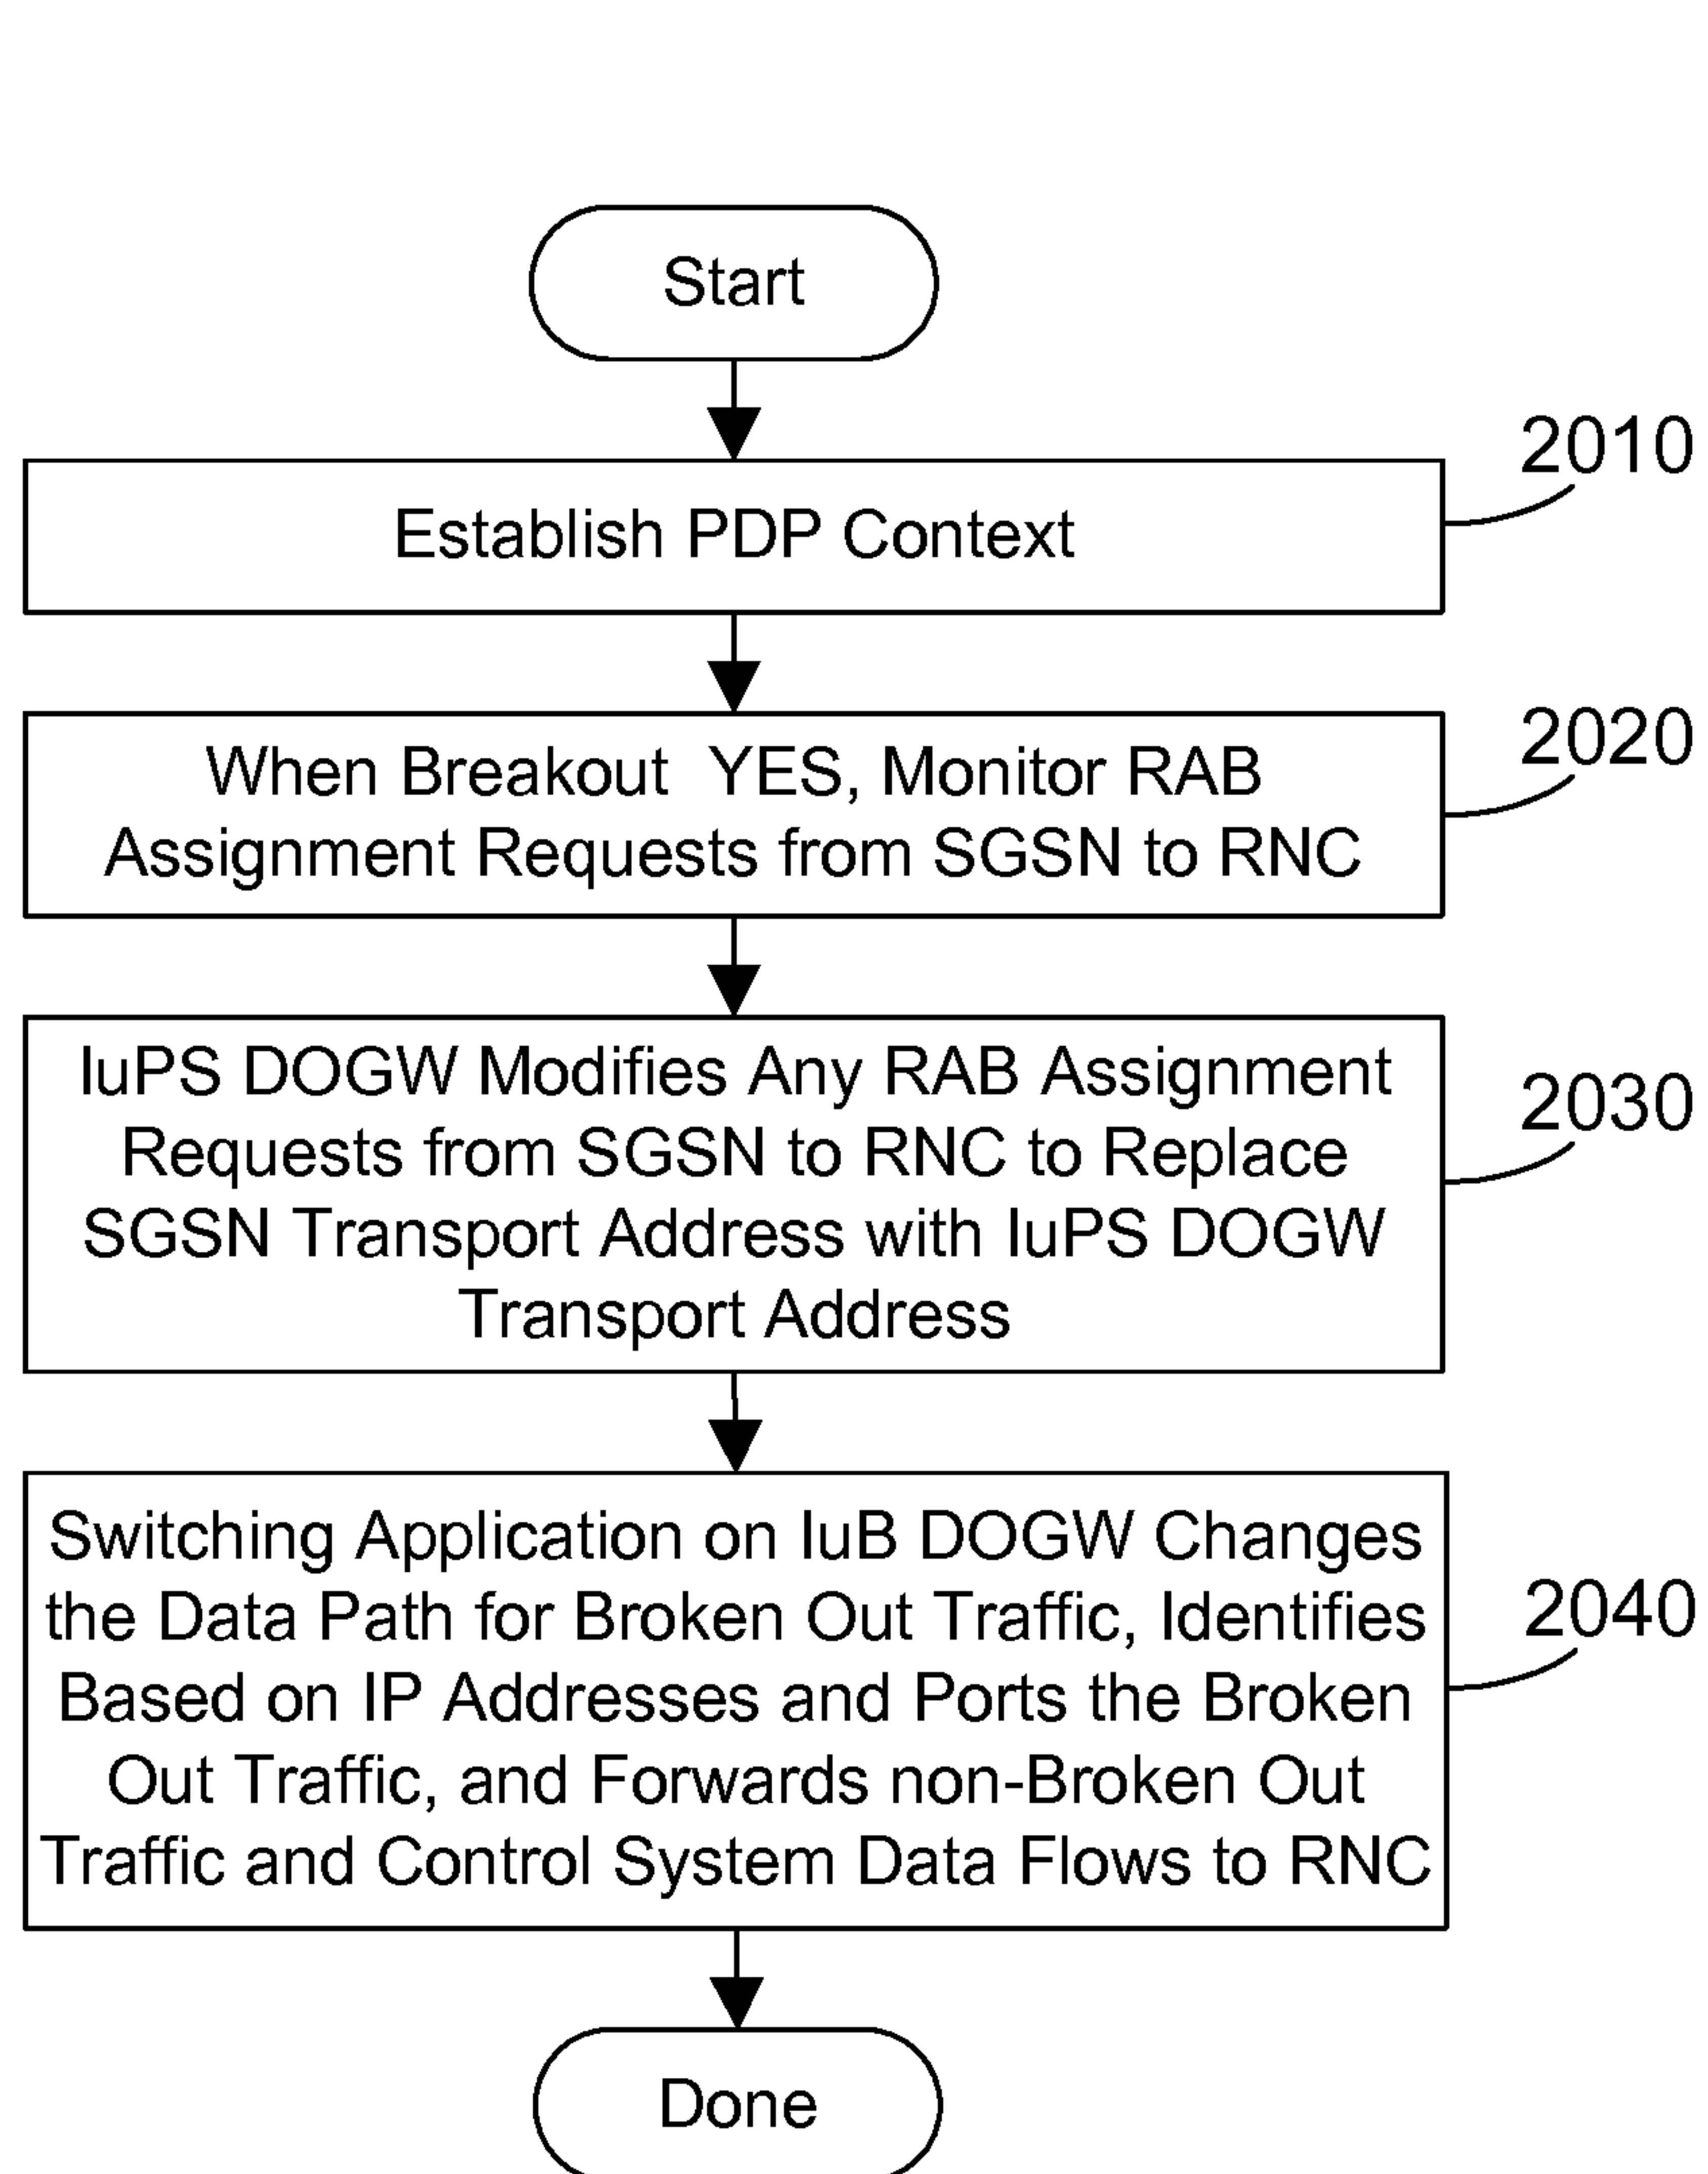 Start
2010
Establish PDP Context
2020
When Breakout YES, Monitor RAB
Assignment Requests from SGSN to RNC
2030
IuPS DOGW Modifies Any RAB Assignment
Requests from SGSN to RNC to Replace
SGSN Transport Address with IuPS DOGW
Transport Address
2040
Switching Application on IuB DOGW Changes
the Data Path for Broken Out Traffic, Identifies
Based on IP Addresses and Ports the Broken
Out Traffic, and Forwards non-Broken Out
Traffic and Control System Data Flows to RNC
Done